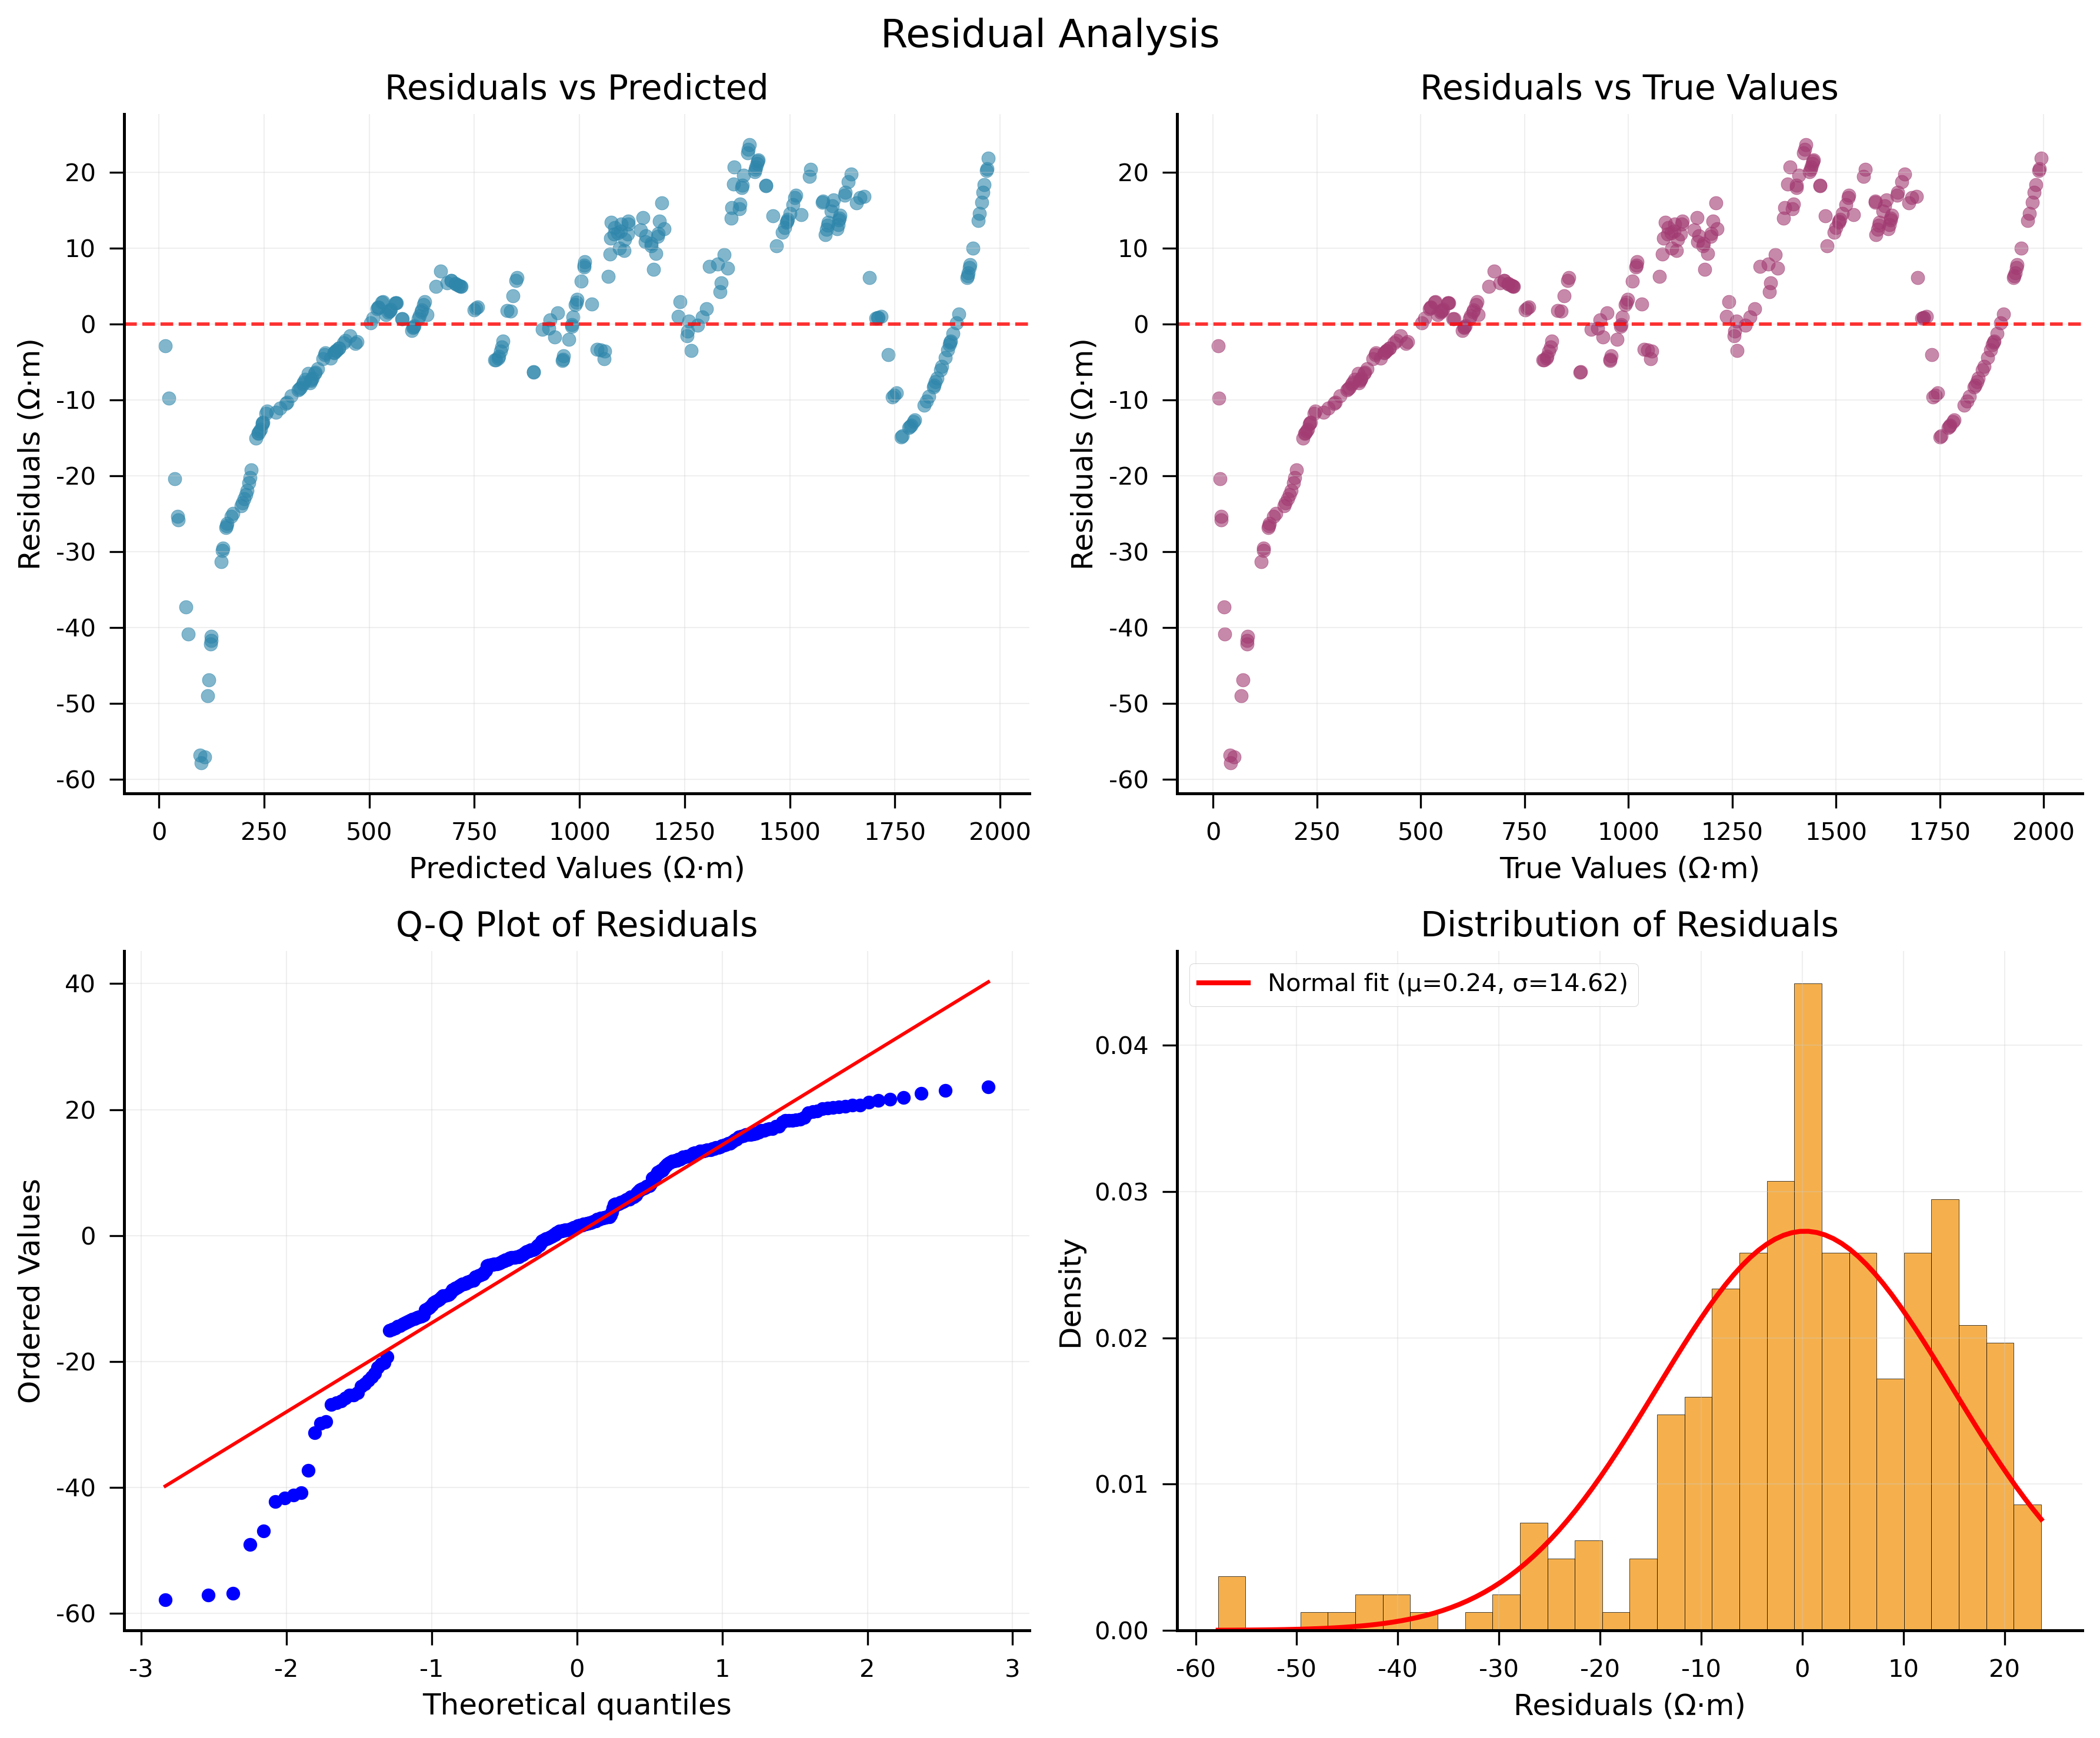 Residual Analysis
Residuals vs Predicted
20
10
0
-10
-20
-30
-40
-50
-60
Residuals (Ω·m)
0 250 500 750 1000 1250 1500 1750 2000
Predicted Values (Ω·m)
Residuals vs True Values
20
10
0
-10
-20
-30
-40
-50
-60
Residuals (Ω·m)
0 250 500 750 1000 1250 1500 1750 2000
True Values (Ω·m)
Q-Q Plot of Residuals
40
20
0
-20
-40
-60
Ordered Values
-3 -2 -1 0 1 2 3
Theoretical quantiles
Distribution of Residuals
Normal fit (μ=0.24, σ=14.62)
0.04
0.03
0.02
0.01
0.00
Density
-60 -50 -40 -30 -20 -10 0 10 20
Residuals (Ω·m)